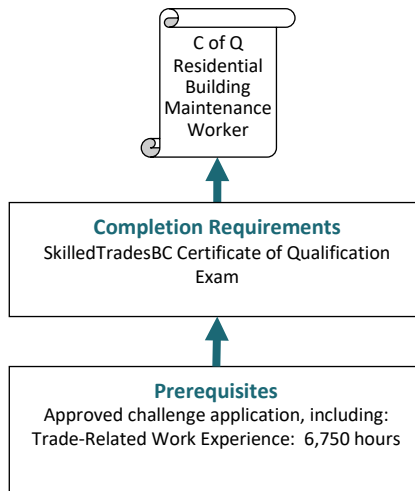 C of Q
Residential
Building
Maintenance
Worker
Completion Requirements
SkilledTradesBC Certificate of Qualification
Exam
Prerequisites
Approved challenge application, including:
Trade-Related Work Experience:  6,750 hours